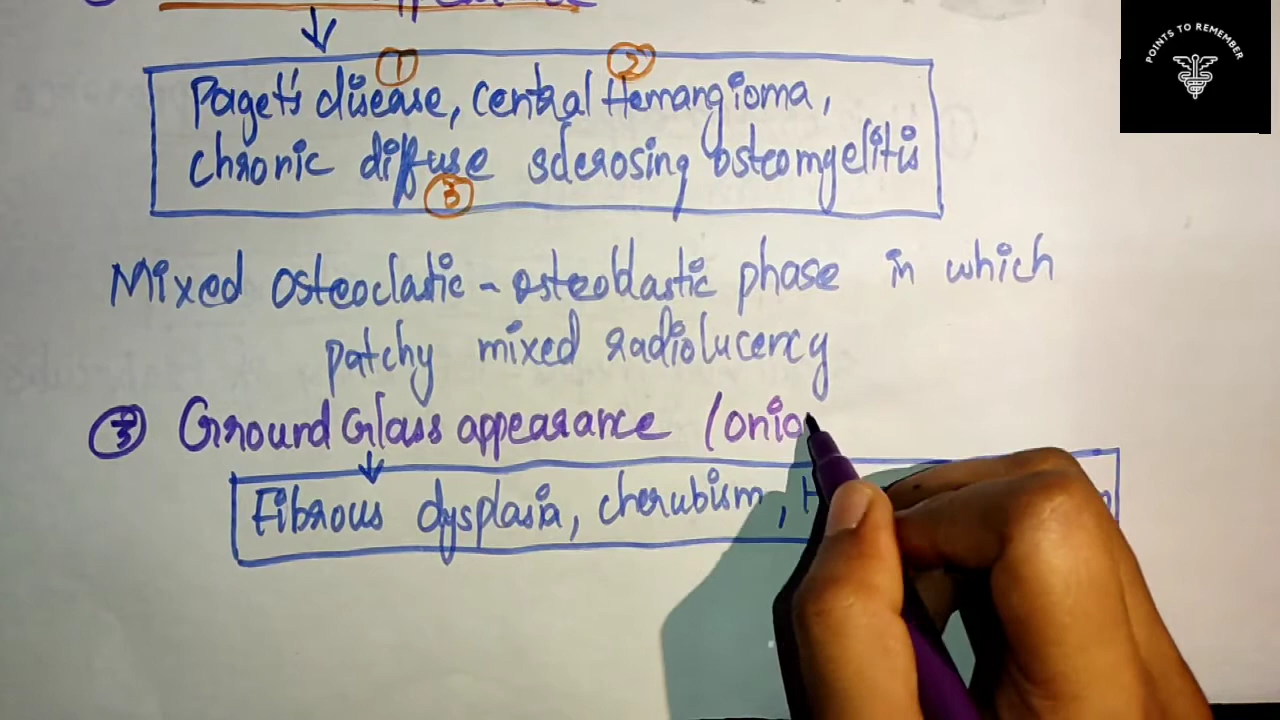 POINTS TO REMEMBER
① ②
Paget's disease, central Hemangioma,
chronic diffuse sclerosing osteomyelitis
③
Mixed osteoclastic - osteoblastic phase in which
patchy mixed radiolucency
③ Ground Glass appearance (onio
Fibrous dysplasia, cherubism, H